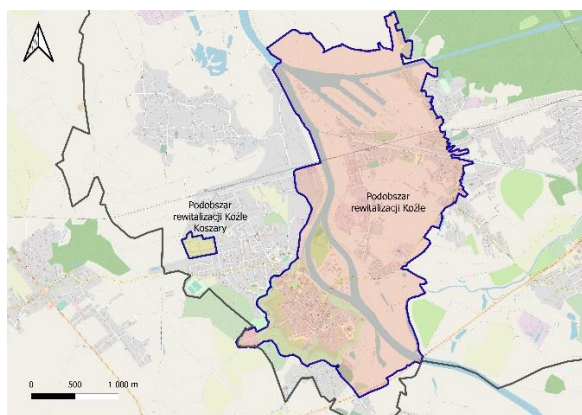 Podobszar
rewitalizacji Koźle
Koszary
Podobszar
rewitalizacji Koźle
0 500 1 000 m